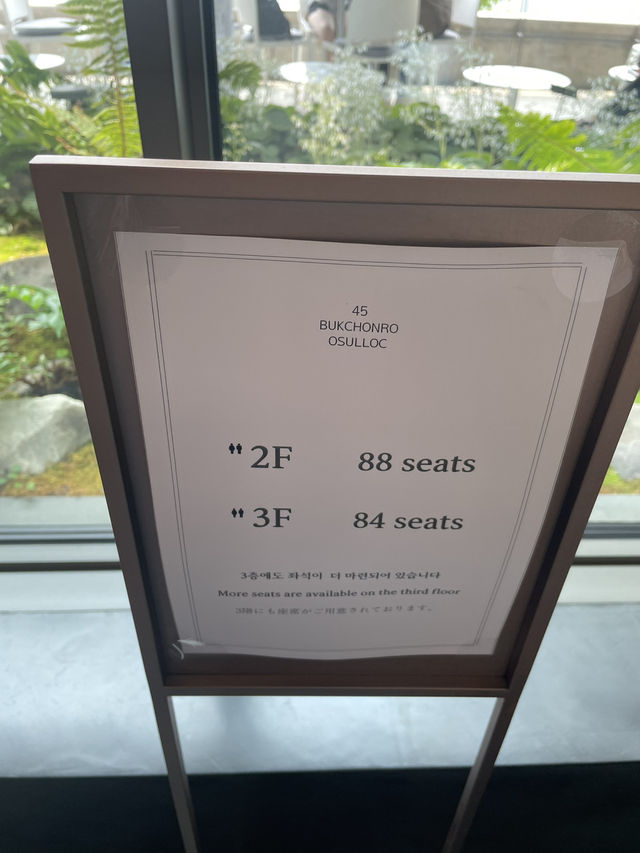 45
BUKCHONRO
OSULLOC
2F 88 seats
3F 84 seats
3층에도 좌석이 더 마련되어 있습니다
More seats are available on the third floor
3階にも座席がご用意されております。